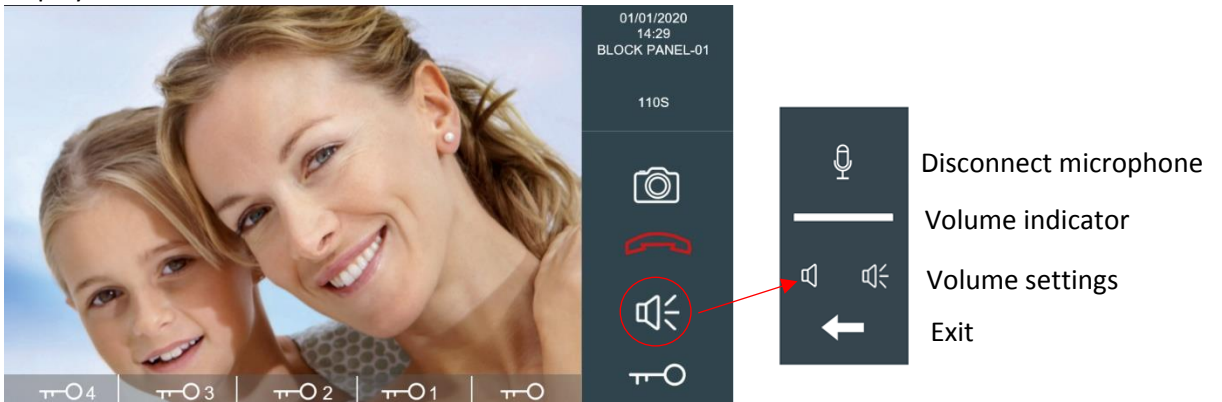 01/01/2020
14:29
BLOCK PANEL-01
110S
4
3
2
1
Disconnect microphone
Volume indicator
Volume settings
Exit